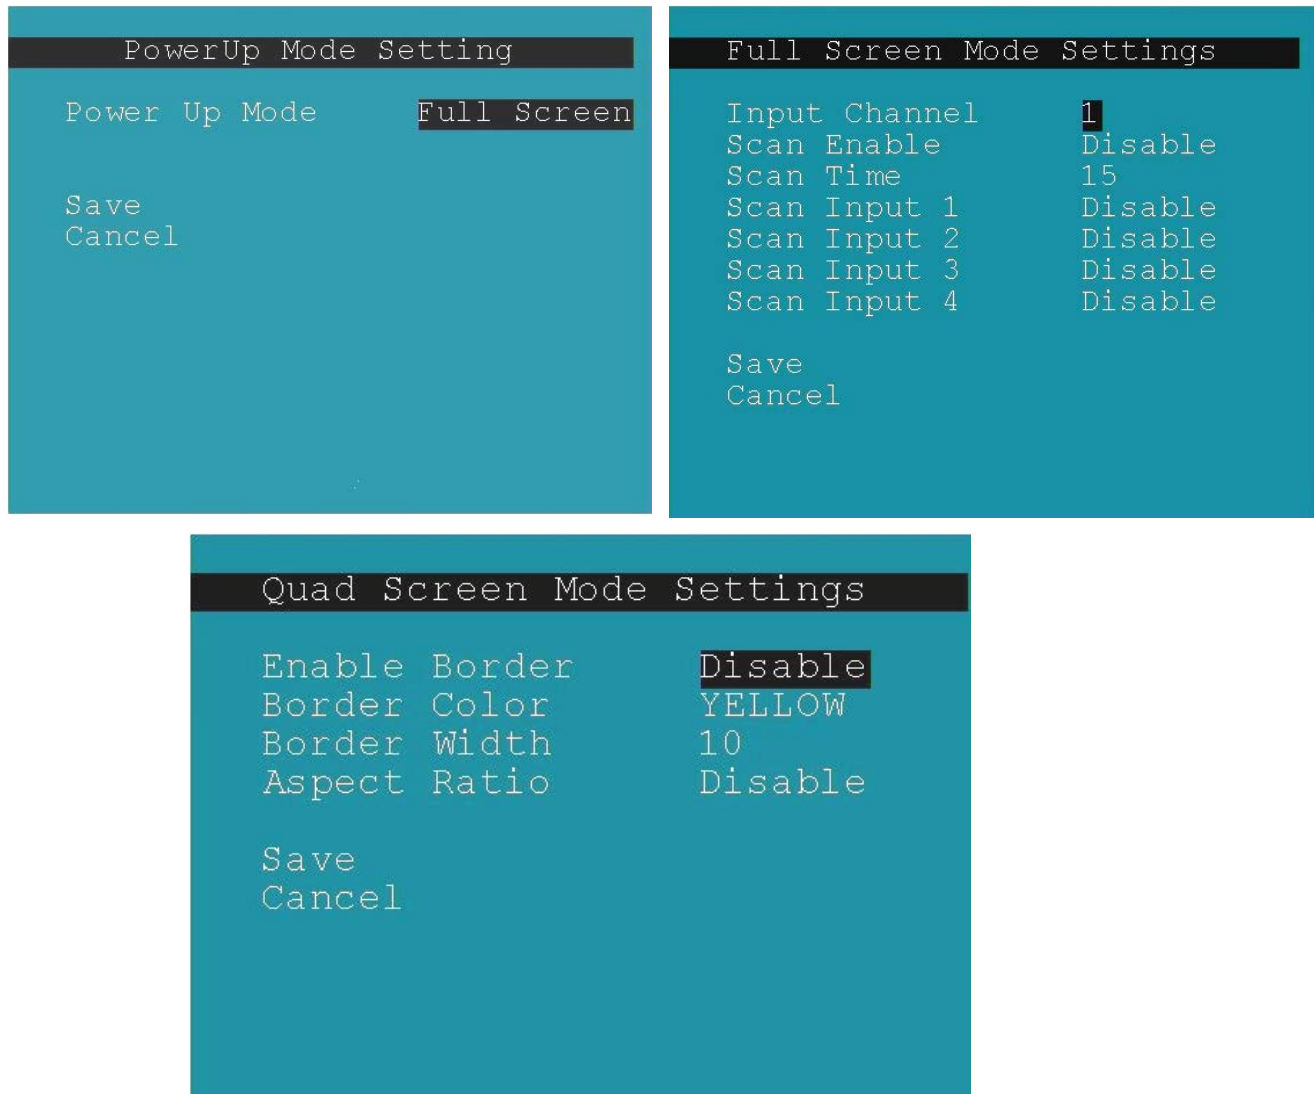 PowerUp Mode Setting
Power Up Mode Full Screen
Save
Cancel
Full Screen Mode Settings
Input Channel 1
Scan Enable Disable
Scan Time 15
Scan Input 1 Disable
Scan Input 2 Disable
Scan Input 3 Disable
Scan Input 4 Disable
Save
Cancel
Quad Screen Mode Settings
Enable Border Disable
Border Color YELLOW
Border Width 10
Aspect Ratio Disable
Save
Cancel